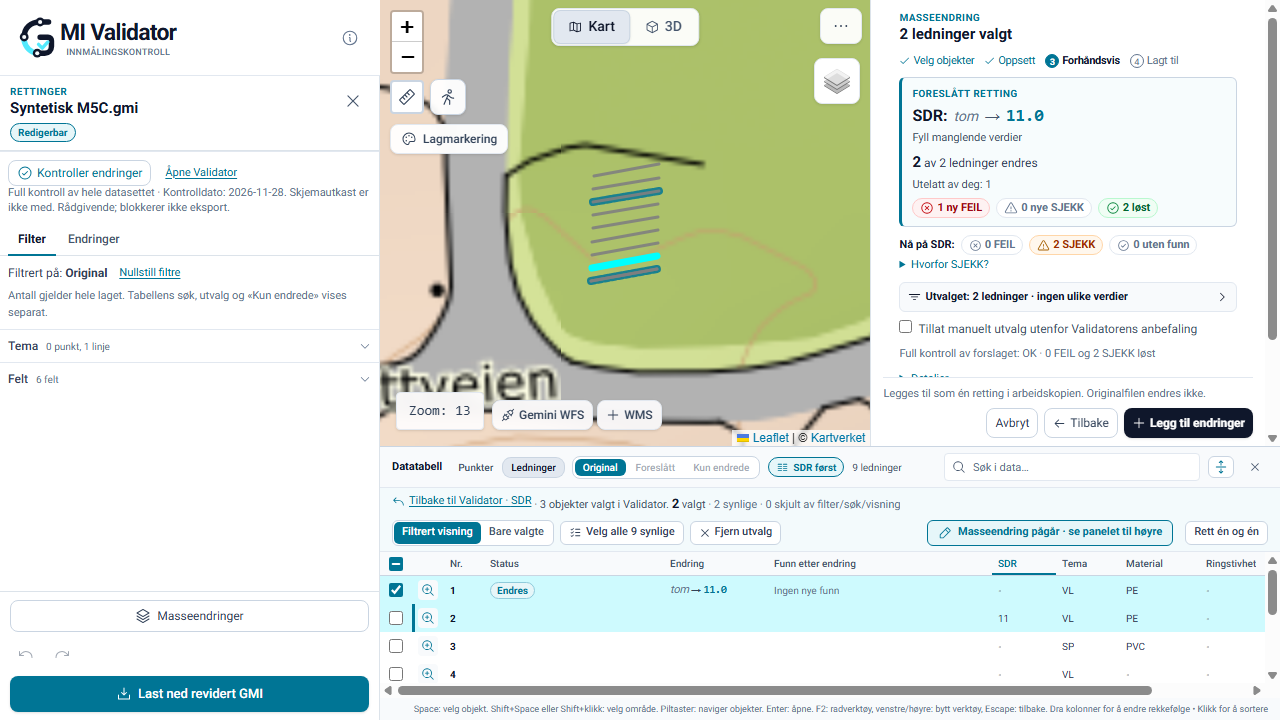 MI Validator
INNMÅLINGSKONTROLL
RETTINGER
Syntetisk M5C.gmi
Redigerbar
Kontroller endringer
Åpne Validator
Full kontroll av hele datasettet · Kontrolldato: 2026-11-28. Skjemautkast er
ikke med. Rådgivende; blokkerer ikke eksport.
Filter
Endringer
Filtrert på: Original Nullstill filtre
Antall gjelder hele laget. Tabellens søk, utvalg og «Kun endrede» vises
separat.
Tema 0 punkt, 1 linje
Felt 6 felt
Masseendringer
Last ned revidert GMI
+
−
Kart
3D
...
Lagmarkering
ttveien
Zoom: 13
Gemini WFS
WMS
Leaflet | © Kartverket
MASSEENDRING
2 ledninger valgt
Velg objekter
Oppsett
3 Forhåndsvis
4 Lagt til
FORESLÅTT RETTING
SDR: tom → 11.0
Fyll manglende verdier
2 av 2 ledninger endres
Utelatt av deg: 1
1 ny FEIL
0 nye SJEKK
2 løst
Nå på SDR:
0 FEIL
2 SJEKK
0 uten funn
Hvorfor SJEKK?
Utvalget: 2 ledninger · ingen ulike verdier
Tillat manuelt utvalg utenfor Validatorens anbefaling
Full kontroll av forslaget: OK · 0 FEIL og 2 SJEKK løst
Legges til som én retting i arbeidskopien. Originalfilen endres ikke.
Avbryt
Tilbake
Legg til endringer
Datatabell
Punkter
Ledninger
Original
Foreslått
Kun endrede
SDR først
9 ledninger
Søk i data...
Tilbake til Validator · SDR · 3 objekter valgt i Validator. 2 valgt · 2 synlige · 0 skjult av filter/søk/visning
Filtrert visning
Bare valgte
Velg alle 9 synlige
Fjern utvalg
Masseendring pågår · se panelet til høyre
Rett én og én
Nr. Status Endring Funn etter endring SDR Tema Material Ringstivhet
1 Endres tom → 11.0 Ingen nye funn - VL PE -
2 11 VL PE -
3 - SP PVC -
4 - VL -
Space: velg objekt. Shift+Space eller Shift+klikk: velg område. Piltaster: naviger objekter. Enter: åpne. F2: radverktøy, venstre/høyre: bytt verktøy, Escape: tilbake. Dra kolonner for å endre rekkefølge • Klikk for å sortere